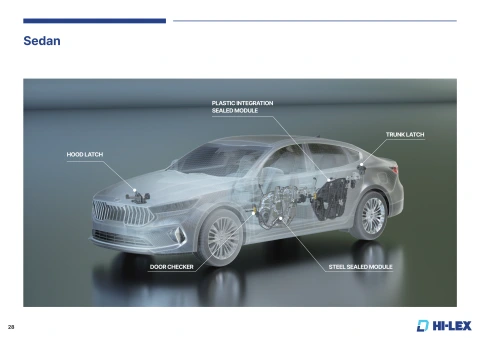 Sedan
PLASTIC INTEGRATION
SEALED MODULE
TRUNK LATCH
HOOD LATCH
DOOR CHECKER
STEEL SEALED MODULE
28
HI-LEX